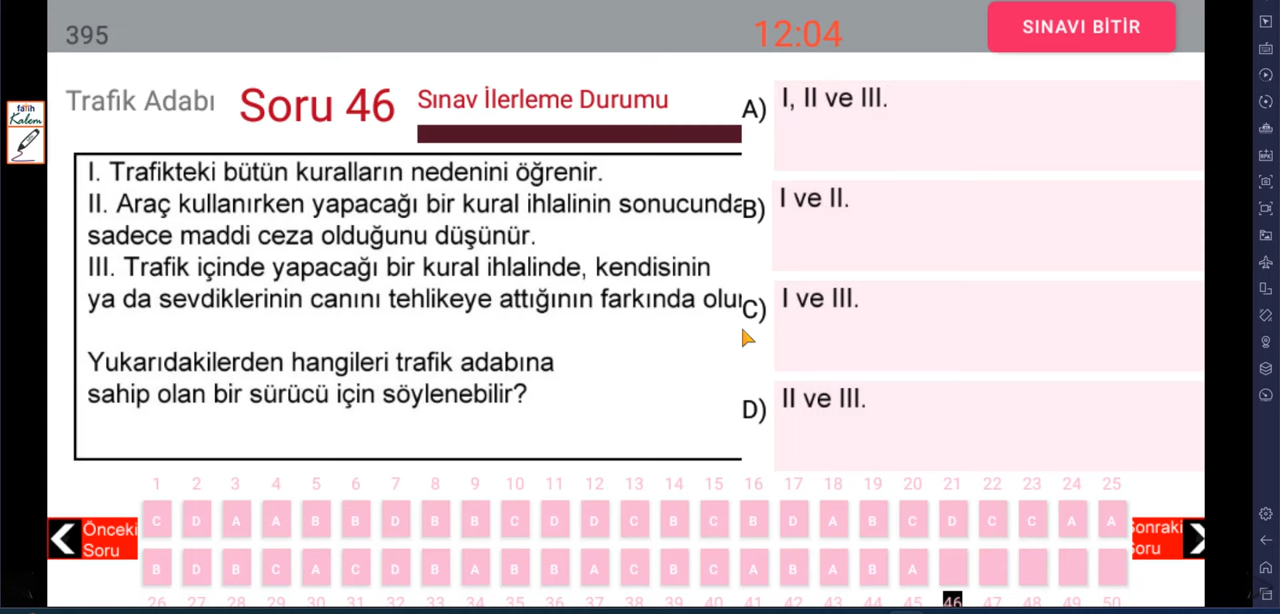 395
12:04
SINAVI BİTİR
fatih
Kalem
Trafik Adabı
Soru 46
Sınav İlerleme Durumu
I. Trafikteki bütün kuralların nedenini öğrenir.
II. Araç kullanırken yapacağı bir kural ihlalinin sonucunda
sadece maddi ceza olduğunu düşünür.
III. Trafik içinde yapacağı bir kural ihlalinde, kendisinin
ya da sevdiklerinin canını tehlikeye attığının farkında olu
Yukarıdakilerden hangileri trafik adabına
sahip olan bir sürücü için söylenebilir?
A) I, II ve III.
B) I ve II.
C) I ve III.
D) II ve III.
1 2 3 4 5 6 7 8 9 10 11 12 13 14 15 16 17 18 19 20 21 22 23 24 25
C D A A B B D B B C D D C B C B D A B C D C C A A
B D B C A C D B A B B A C B C A B A B A
26 27 28 29 30 31 32 33 34 35 36 37 38 39 40 41 42 43 44 45 46 47 48 49 50
Önceki
Soru
Sonraki
Soru